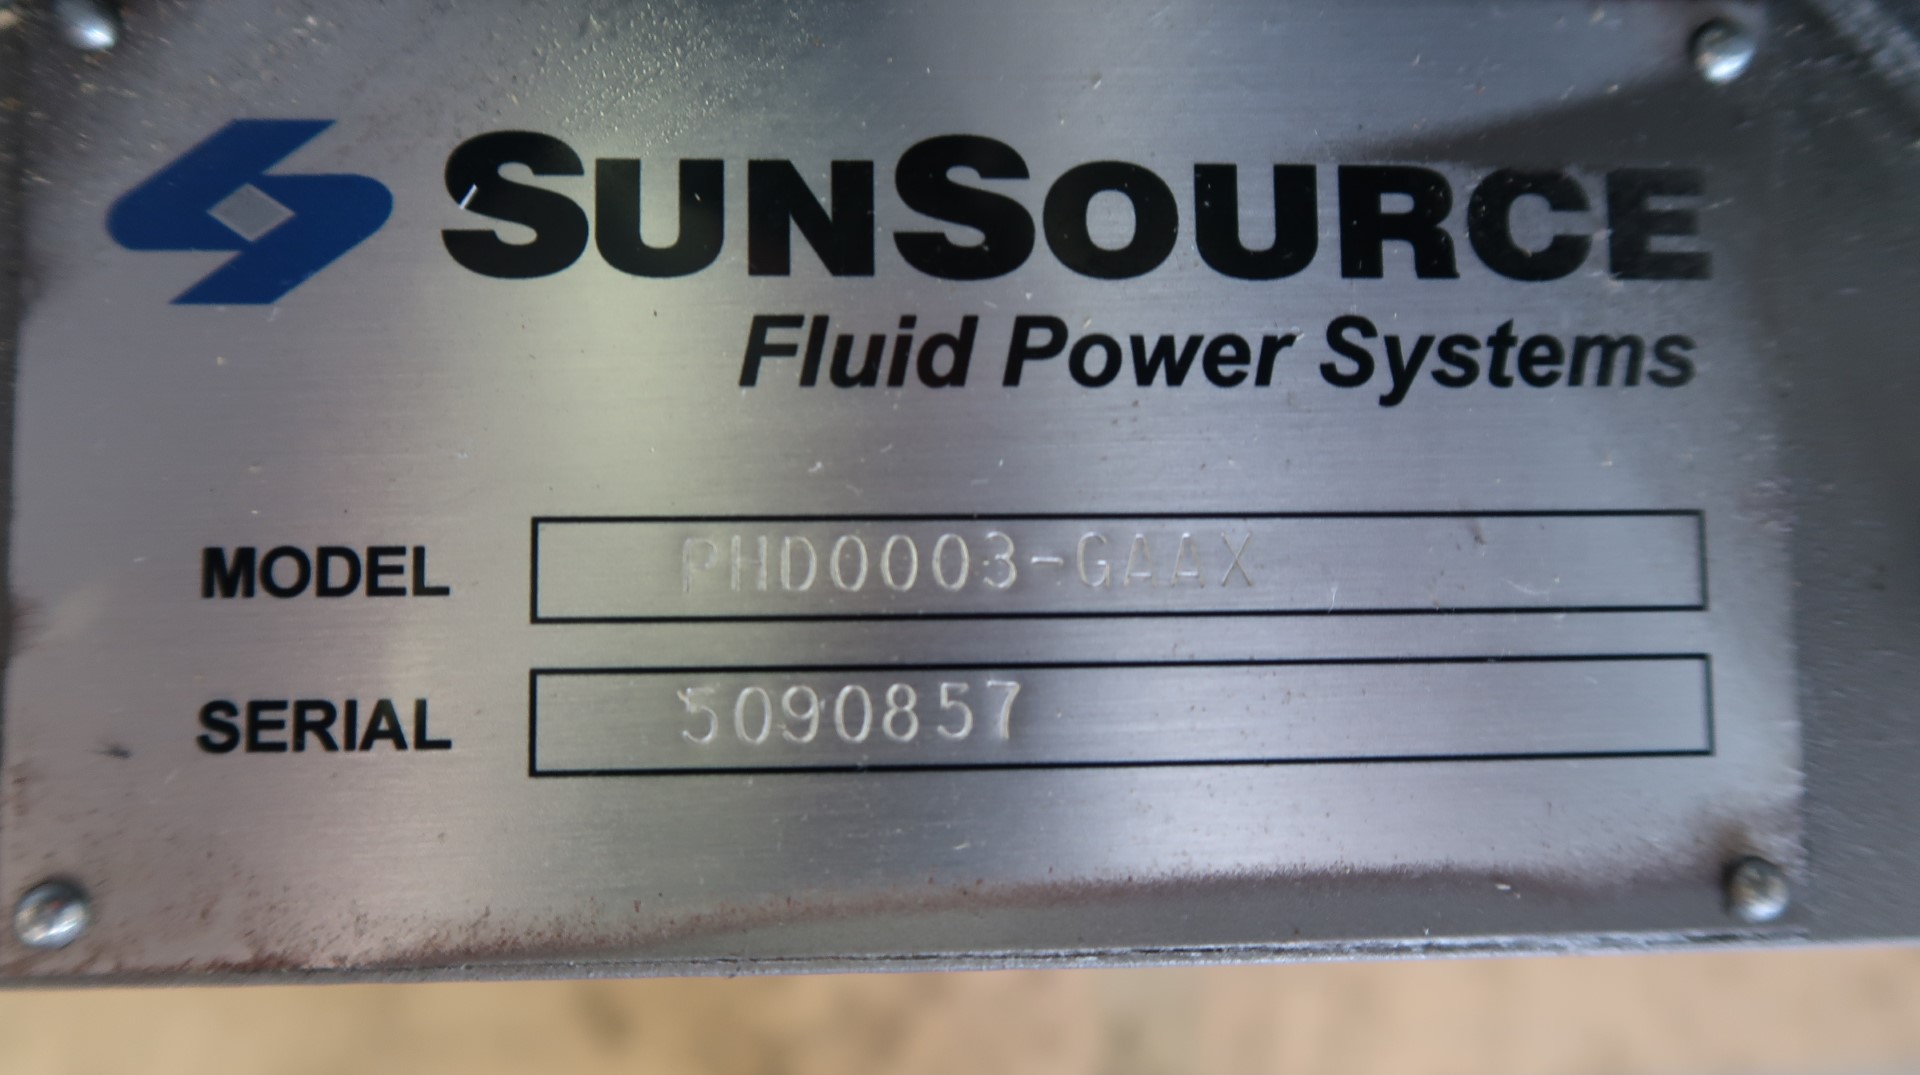 SUNSOURCE
Fluid Power Systems
MODEL PHD0003-GAAX
SERIAL 5090857